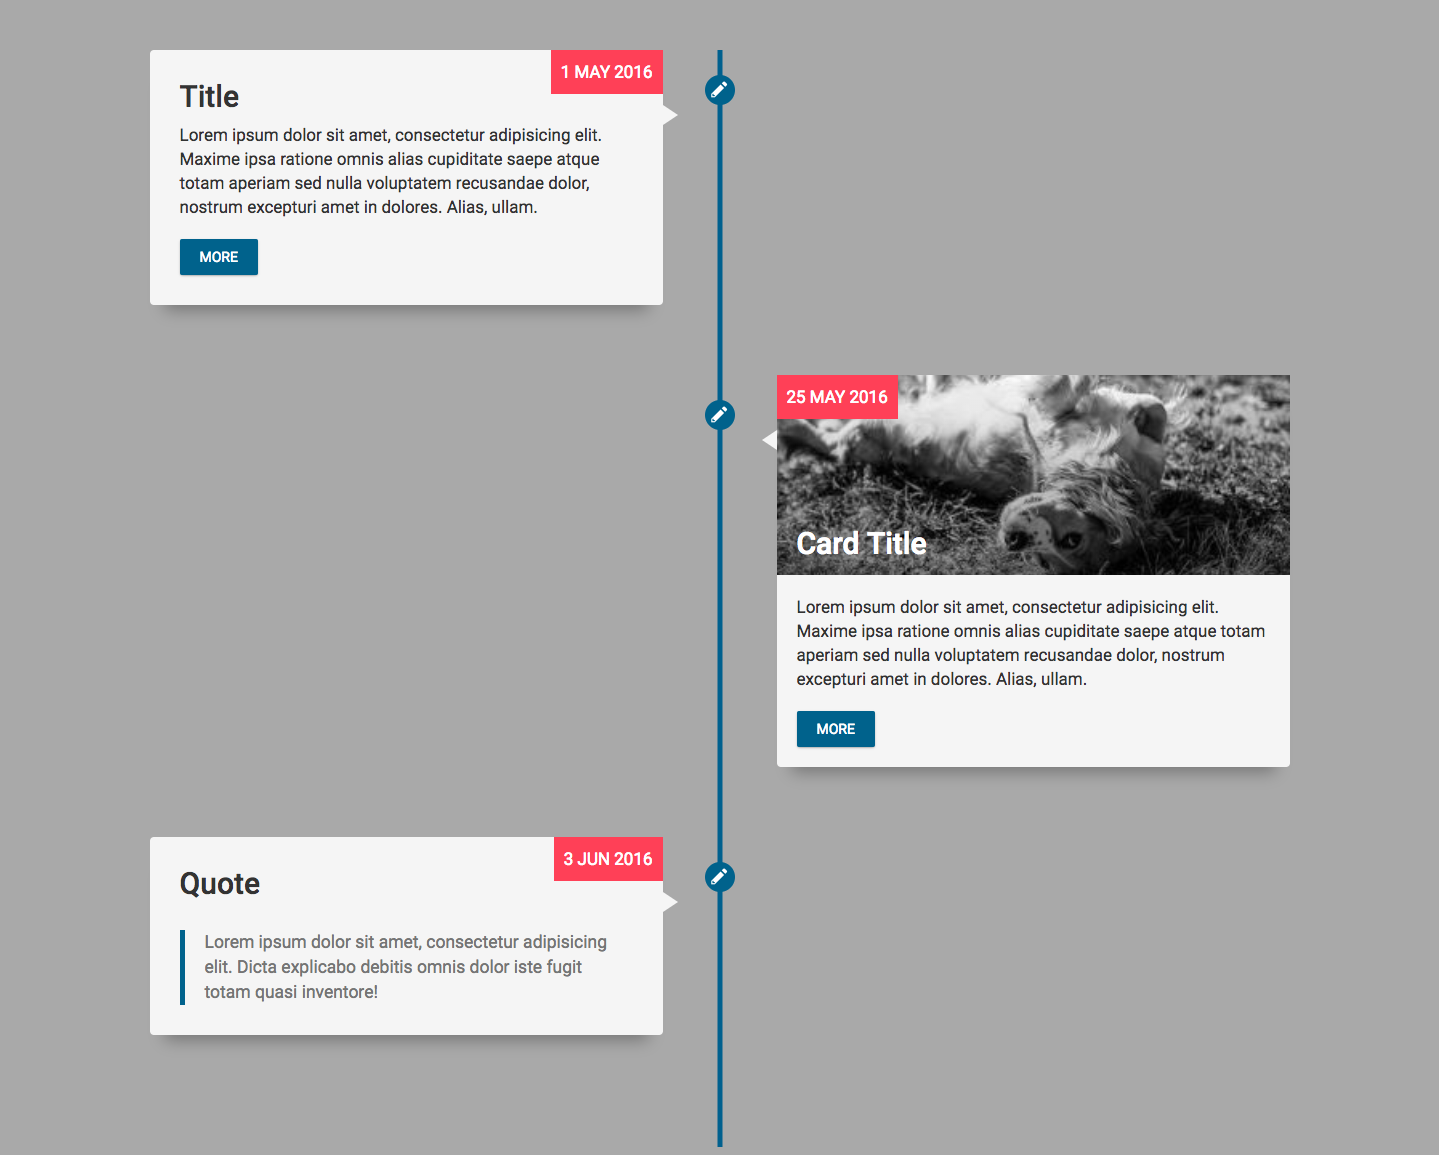 1 MAY 2016
Title
Lorem ipsum dolor sit amet, consectetur adipisicing elit.
Maxime ipsa ratione omnis alias cupiditate saepe atque
totam aperiam sed nulla voluptatem recusandae dolor,
nostrum excepturi amet in dolores. Alias, ullam.
MORE
25 MAY 2016
Card Title
Lorem ipsum dolor sit amet, consectetur adipisicing elit.
Maxime ipsa ratione omnis alias cupiditate saepe atque totam
aperiam sed nulla voluptatem recusandae dolor, nostrum
excepturi amet in dolores. Alias, ullam.
MORE
3 JUN 2016
Quote
Lorem ipsum dolor sit amet, consectetur adipisicing
elit. Dicta explicabo debitis omnis dolor iste fugit
totam quasi inventore!